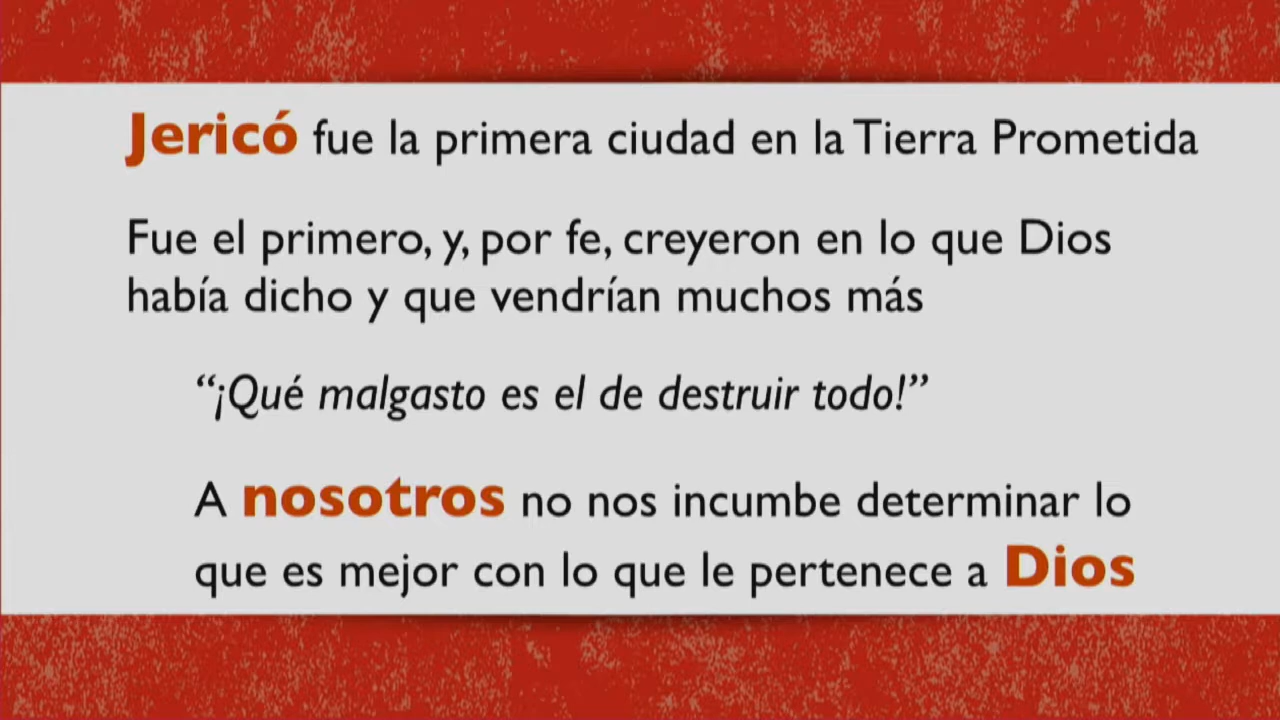 Jericó fue la primera ciudad en la Tierra Prometida
Fue el primero, y, por fe, creyeron en lo que Dios
había dicho y que vendrían muchos más
“¡Qué malgasto es el de destruir todo!”
A nosotros no nos incumbe determinar lo
que es mejor con lo que le pertenece a Dios